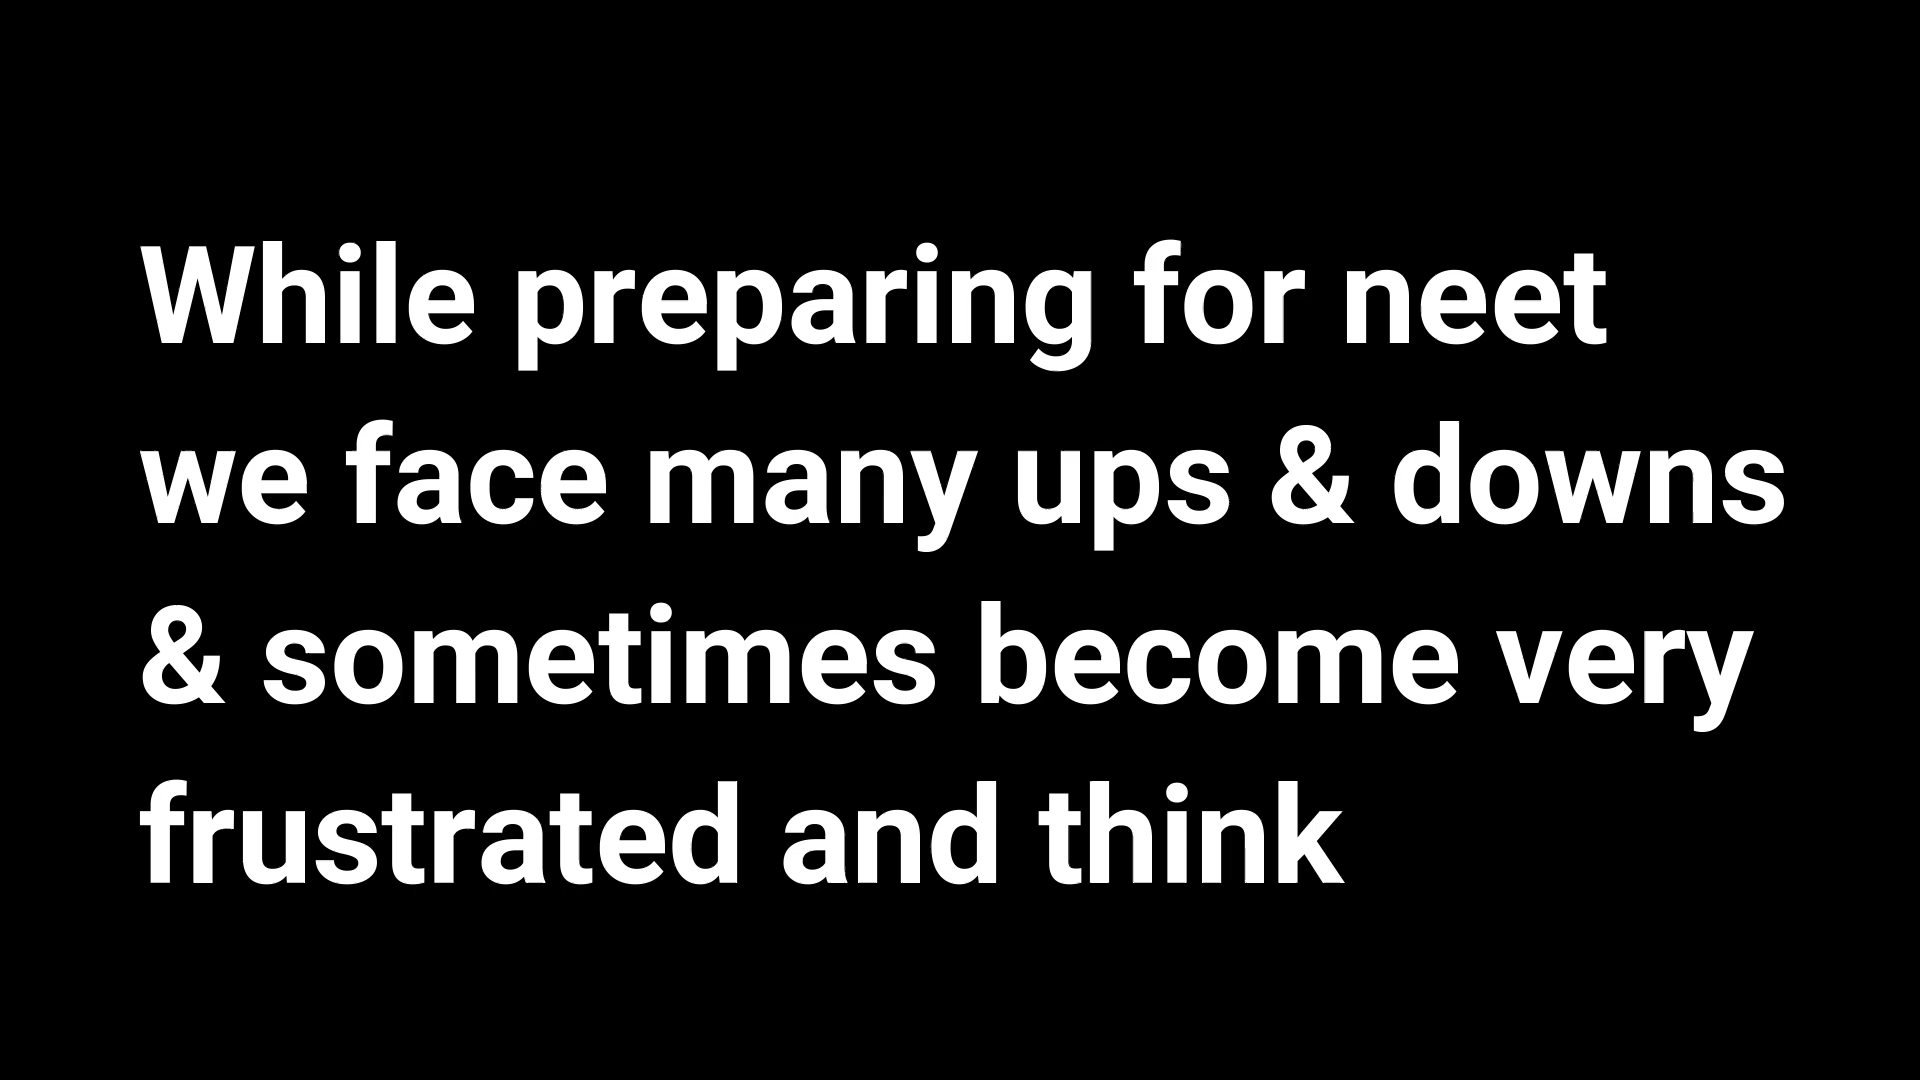 While preparing for neet
we face many ups & downs
& sometimes become very
frustrated and think